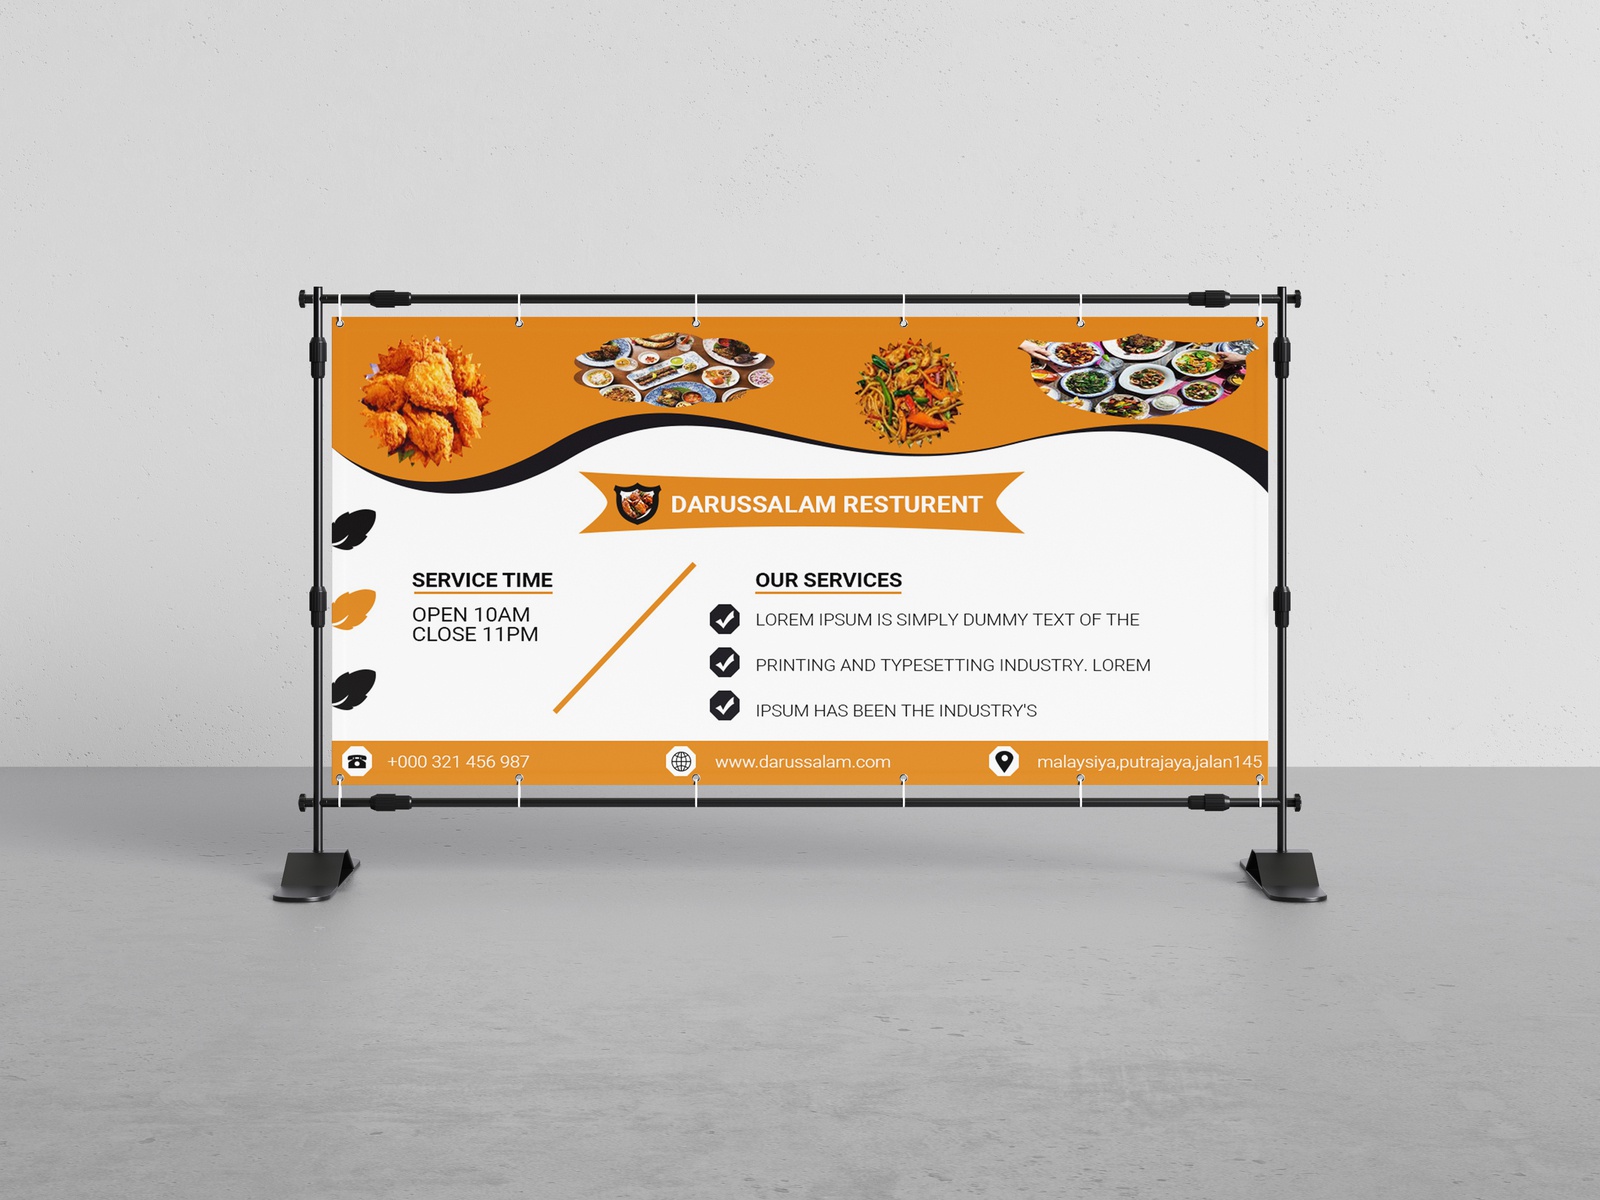 DARUSSALAM RESTURENT
SERVICE TIME
OPEN 10AM
CLOSE 11PM
OUR SERVICES
LOREM IPSUM IS SIMPLY DUMMY TEXT OF THE
PRINTING AND TYPESETTING INDUSTRY. LOREM
IPSUM HAS BEEN THE INDUSTRY'S
+000 321 456 987
www.darussalam.com
malaysiya,putrajaya,jalan145